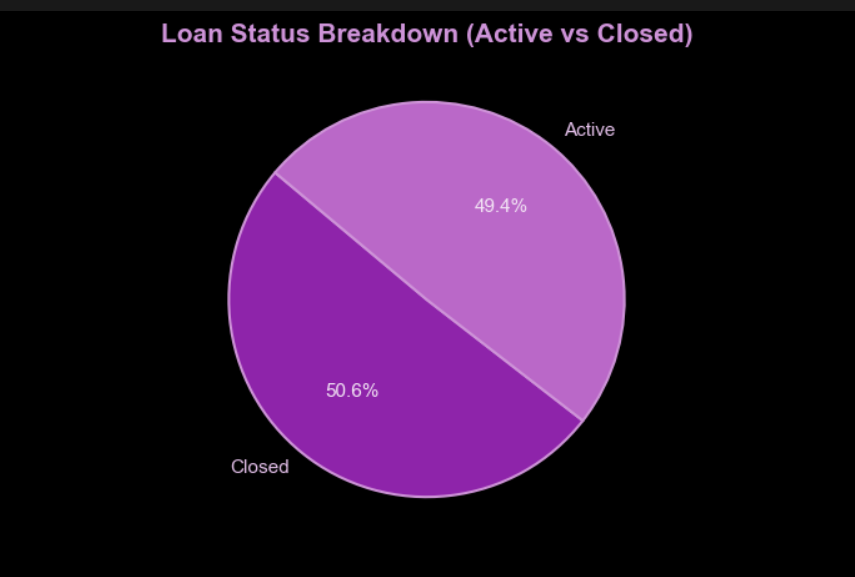 Loan Status Breakdown (Active vs Closed)
Active
49.4%
50.6%
Closed